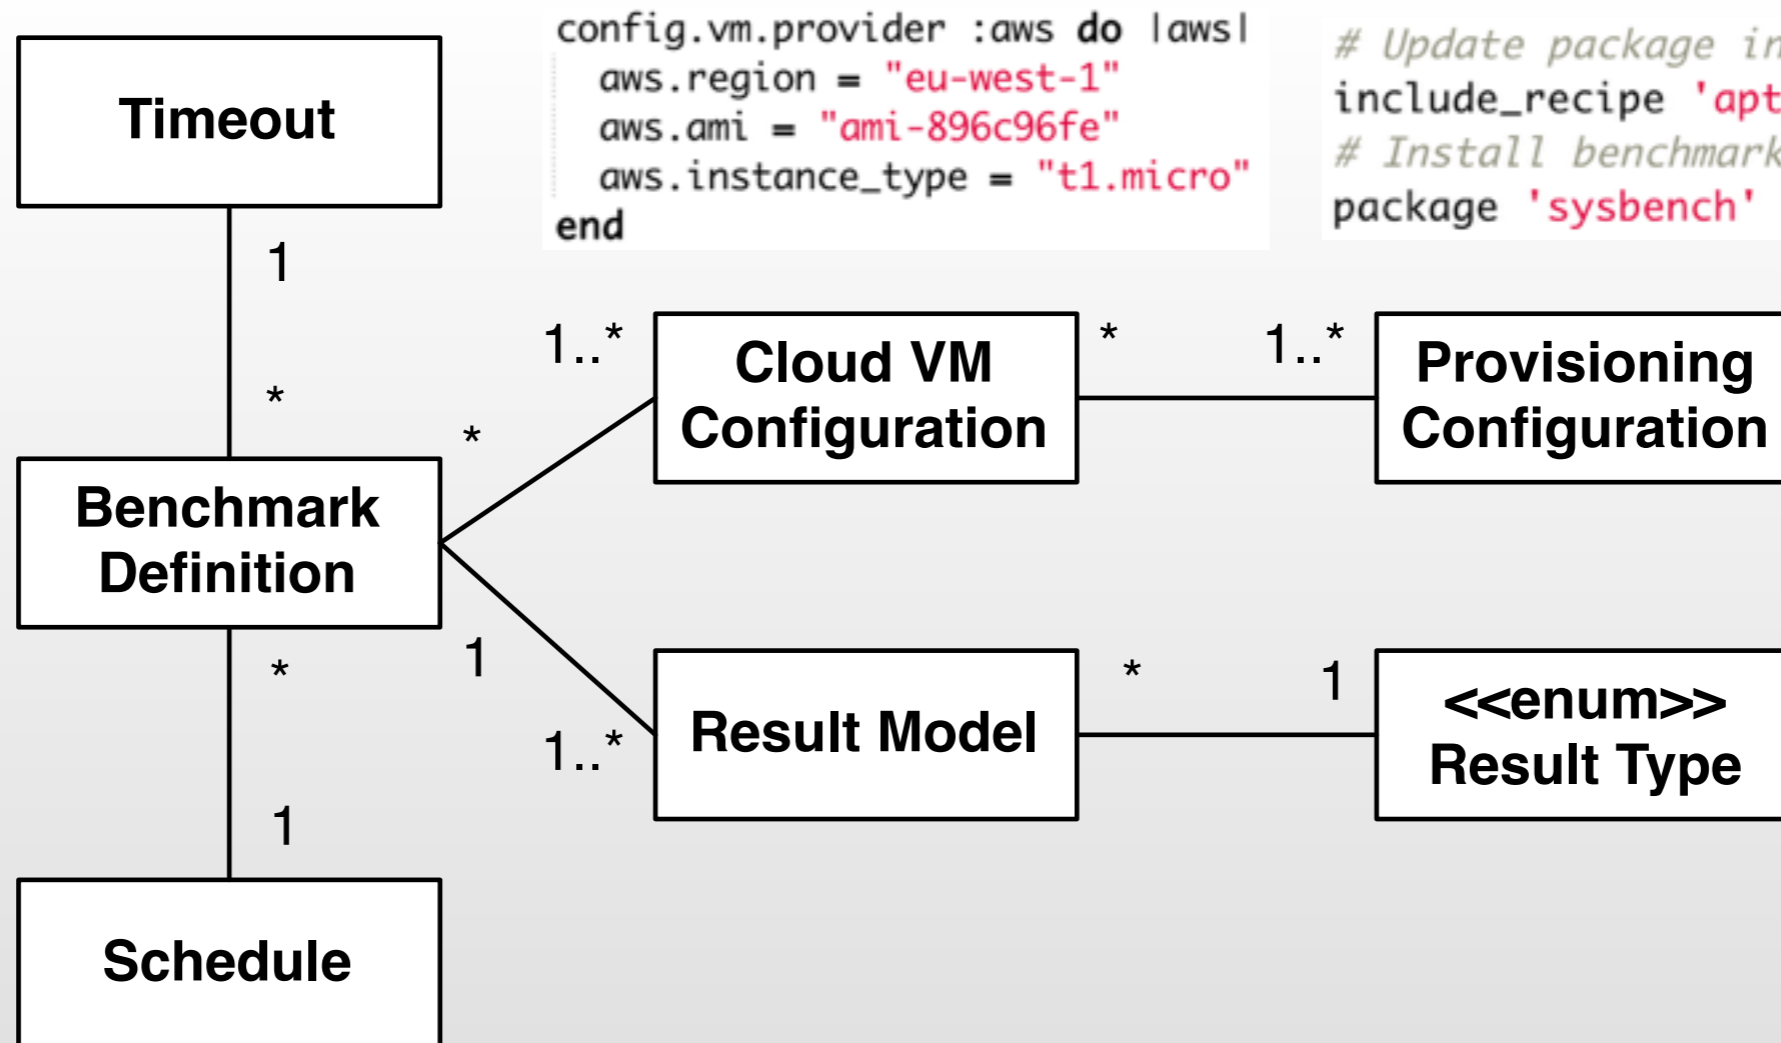 Timeout
config.vm.provider :aws do |aws|
aws.region = "eu-west-1"
aws.ami = "ami-896c96fe"
aws.instance_type = "t1.micro"
end
# Update package
include_recipe
# Install benchmark
package 'sysbench'
1
*
*
1..*
Cloud VM
Configuration
*
1..*
Provisioning
Configuration
Benchmark
Definition
*
1
1
1..*
Result Model
*
1
<<enum>>
Result Type
Schedule